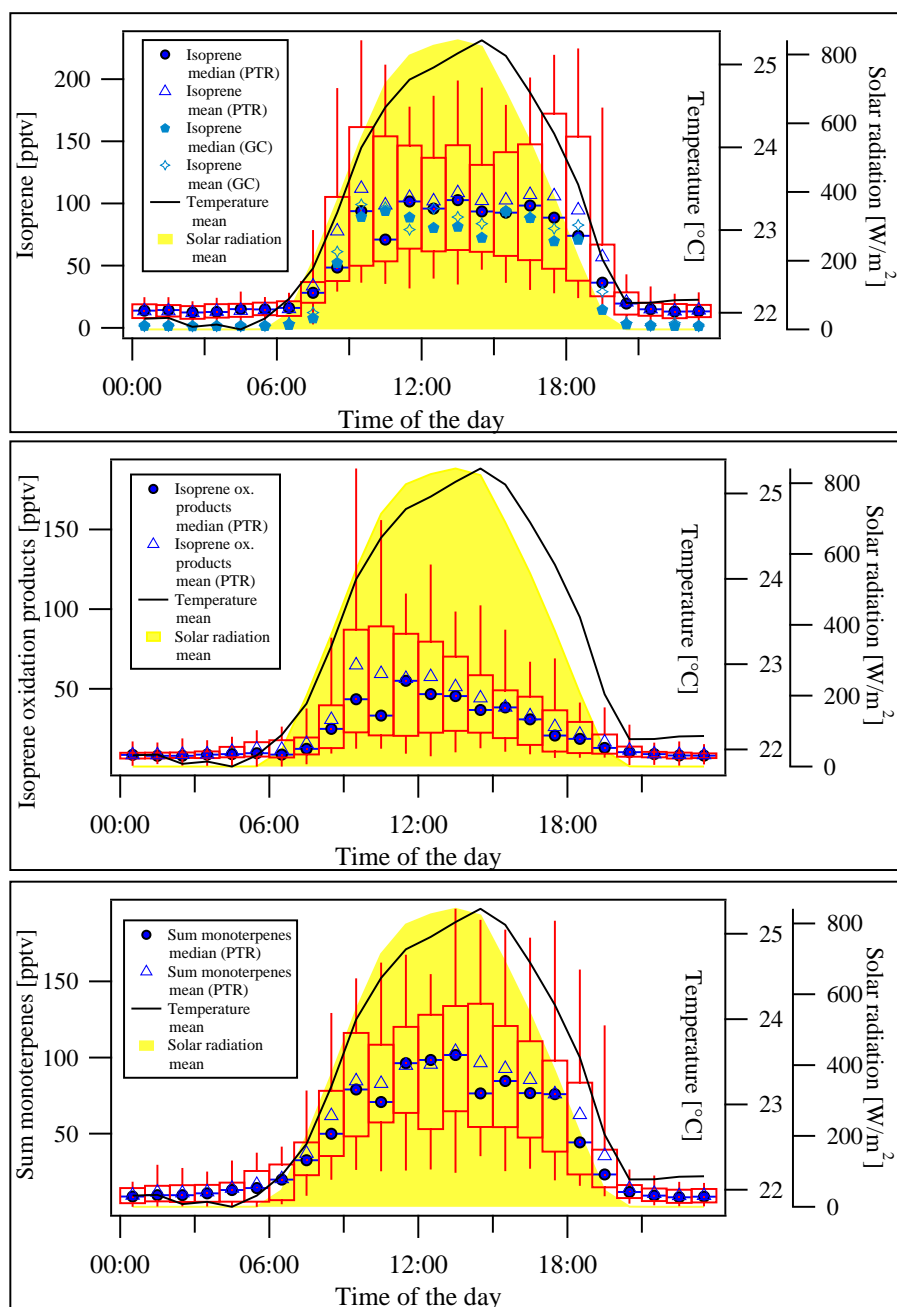 Isoprene
median (PTR)
Isoprene
mean (PTR)
Isoprene
median (GC)
Isoprene
mean (GC)
Temperature
mean
Solar radiation
mean
Isoprene [pptv]
200
150
100
50
0
Temperature [°C]
25
24
23
22
Solar radiation [W/m²]
800
600
400
200
0
00:00 06:00 12:00 18:00
Time of the day
Isoprene ox.
products
median (PTR)
Isoprene ox.
products
mean (PTR)
Temperature
mean
Solar radiation
mean
Isoprene oxidation products [pptv]
150
100
50
Temperature [°C]
25
24
23
22
Solar radiation [W/m²]
800
600
400
200
0
00:00 06:00 12:00 18:00
Time of the day
Sum monoterpenes
median (PTR)
Sum monoterpenes
mean (PTR)
Temperature
mean
Solar radiation
mean
Sum monoterpenes [pptv]
150
100
50
Temperature [°C]
25
24
23
22
Solar radiation [W/m²]
800
600
400
200
0
00:00 06:00 12:00 18:00
Time of the day